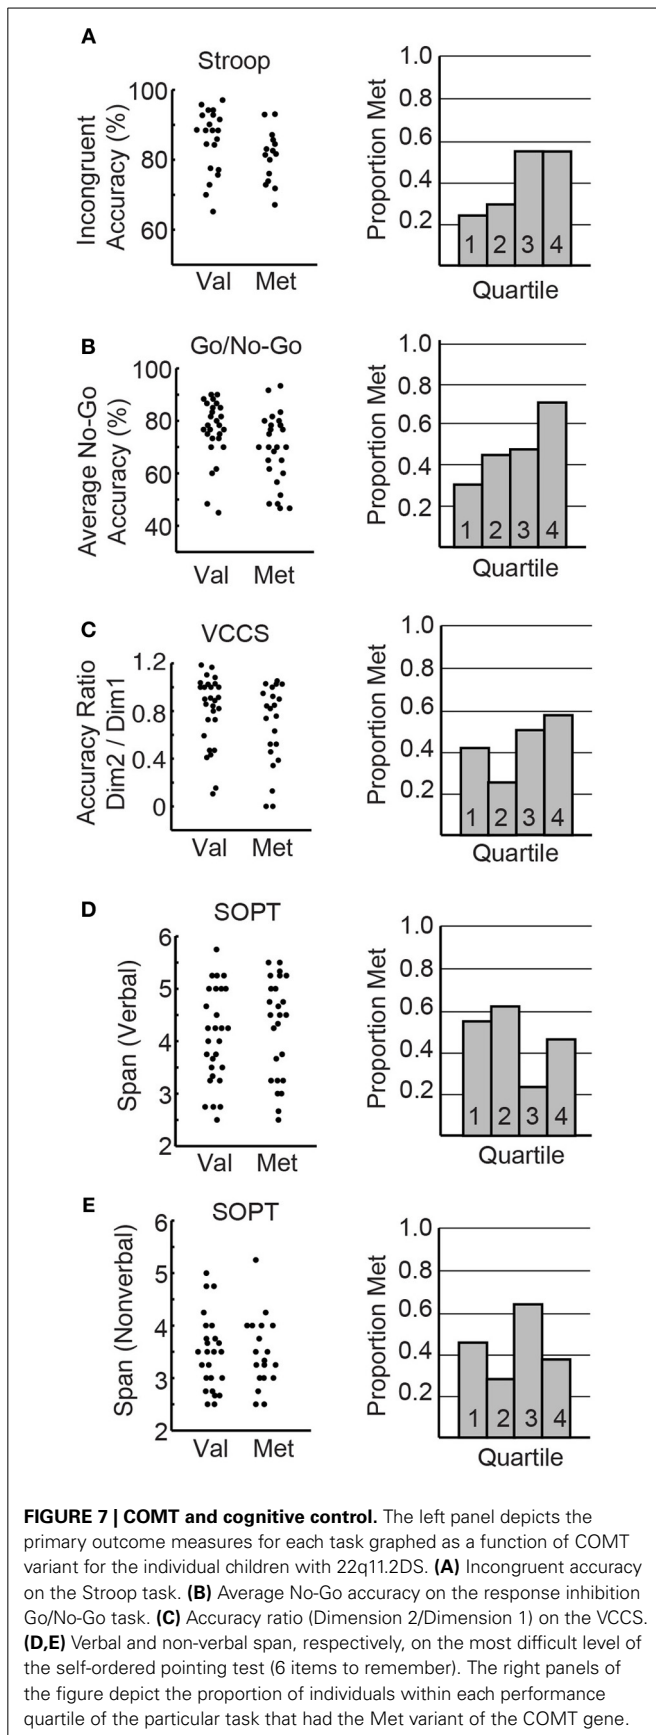 A
Stroop
Incongruent
Accuracy (%)
100
80
60
Val Met
Proportion Met
1.0
0.8
0.6
0.4
0.2
1 2 3 4
Quartile
B
Go/No-Go
Average No-Go
Accuracy (%)
100
80
60
40
Val Met
Proportion Met
1.0
0.8
0.6
0.4
0.2
1 2 3 4
Quartile
C
VCCS
Accuracy Ratio
Dim2 / Dim1
1.2
0.8
0.4
0
Val Met
Proportion Met
1.0
0.8
0.6
0.4
0.2
1 2 3 4
Quartile
D
SOPT
Span (Verbal)
6
5
4
3
2
Val Met
Proportion Met
1.0
0.8
0.6
0.4
0.2
1 2 3 4
Quartile
E
SOPT
Span (Nonverbal)
6
5
4
3
2
Val Met
Proportion Met
1.0
0.8
0.6
0.4
0.2
1 2 3 4
Quartile
FIGURE 7 | COMT and cognitive control. The left panel depicts the
primary outcome measures for each task graphed as a function of COMT
variant for the individual children with 22q11.2DS. (A) Incongruent accuracy
on the Stroop task. (B) Average No-Go accuracy on the response inhibition
Go/No-Go task. (C) Accuracy ratio (Dimension 2/Dimension 1) on the VCCS.
(D,E) Verbal and non-verbal span, respectively, on the most difficult level of
the self-ordered pointing test (6 items to remember). The right panels of
the figure depict the proportion of individuals within each performance
quartile of the particular task that had the Met variant of the COMT gene.